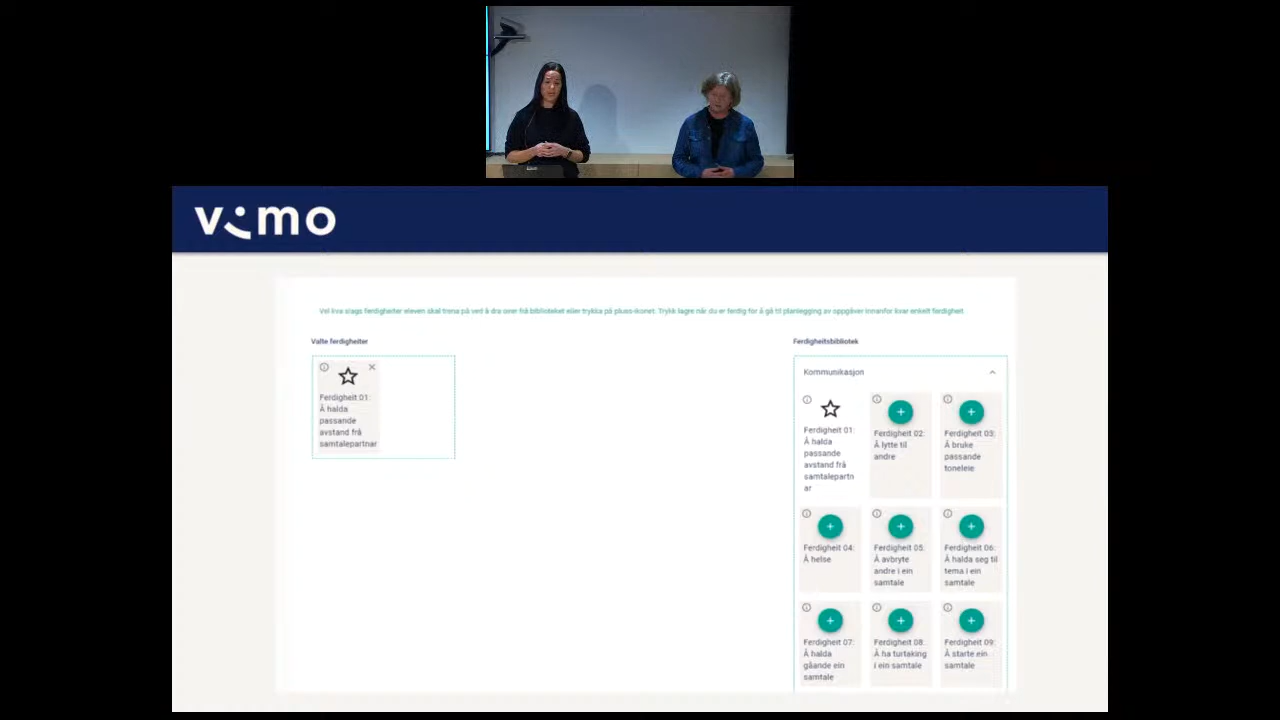 vimo
Vel kva slags ferdigheiter eleven skal trena på ved å dra over frå biblioteket eller trykka på pluss-ikonet. Trykk lagre når du er ferdig for å gå til planlegging av oppgåver innanfor kvar enkelt ferdigheit.
Valte ferdigheiter
Ferdigheit 01:
Å halda
passande
avstand frå
samtalepartnar
Ferdigheitsbibliotek
Kommunikasjon
Ferdigheit 01:
Å halda
passande
avstand frå
samtalepartn
ar
Ferdigheit 02:
Å lytte til
andre
Ferdigheit 03:
Å bruke
passande
toneleie
Ferdigheit 04:
Å helse
Ferdigheit 05:
Å avbryte
andre i ein
samtale
Ferdigheit 06:
Å halda seg til
tema i ein
samtale
Ferdigheit 07:
Å halda
gåande ein
samtale
Ferdigheit 08:
Å ha turtaking
i ein samtale
Ferdigheit 09:
Å starte ein
samtale